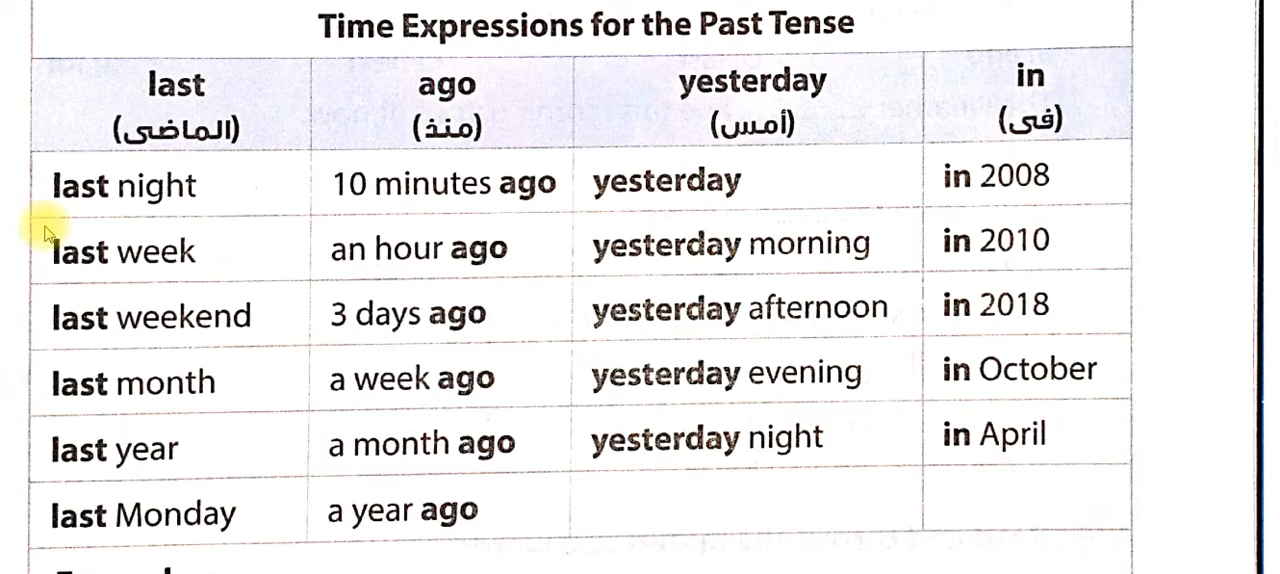 Time Expressions for the Past Tense
last ago yesterday in
(الماضى) (منذ) (أمس) (فى)
last night 10 minutes ago yesterday in 2008
last week an hour ago yesterday morning in 2010
last weekend 3 days ago yesterday afternoon in 2018
last month a week ago yesterday evening in October
last year a month ago yesterday night in April
last Monday a year ago